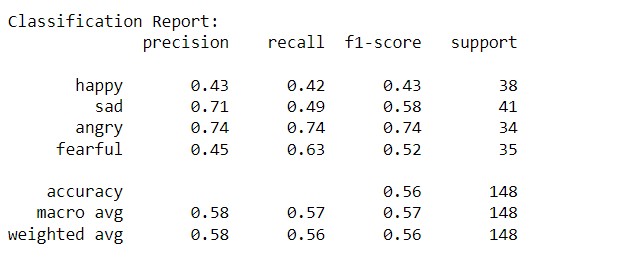 Classification Report:
precision recall f1-score support
happy 0.43 0.42 0.43 38
sad 0.71 0.49 0.58 41
angry 0.74 0.74 0.74 34
fearful 0.45 0.63 0.52 35
accuracy 0.56 148
macro avg 0.58 0.57 0.57 148
weighted avg 0.58 0.56 0.56 148